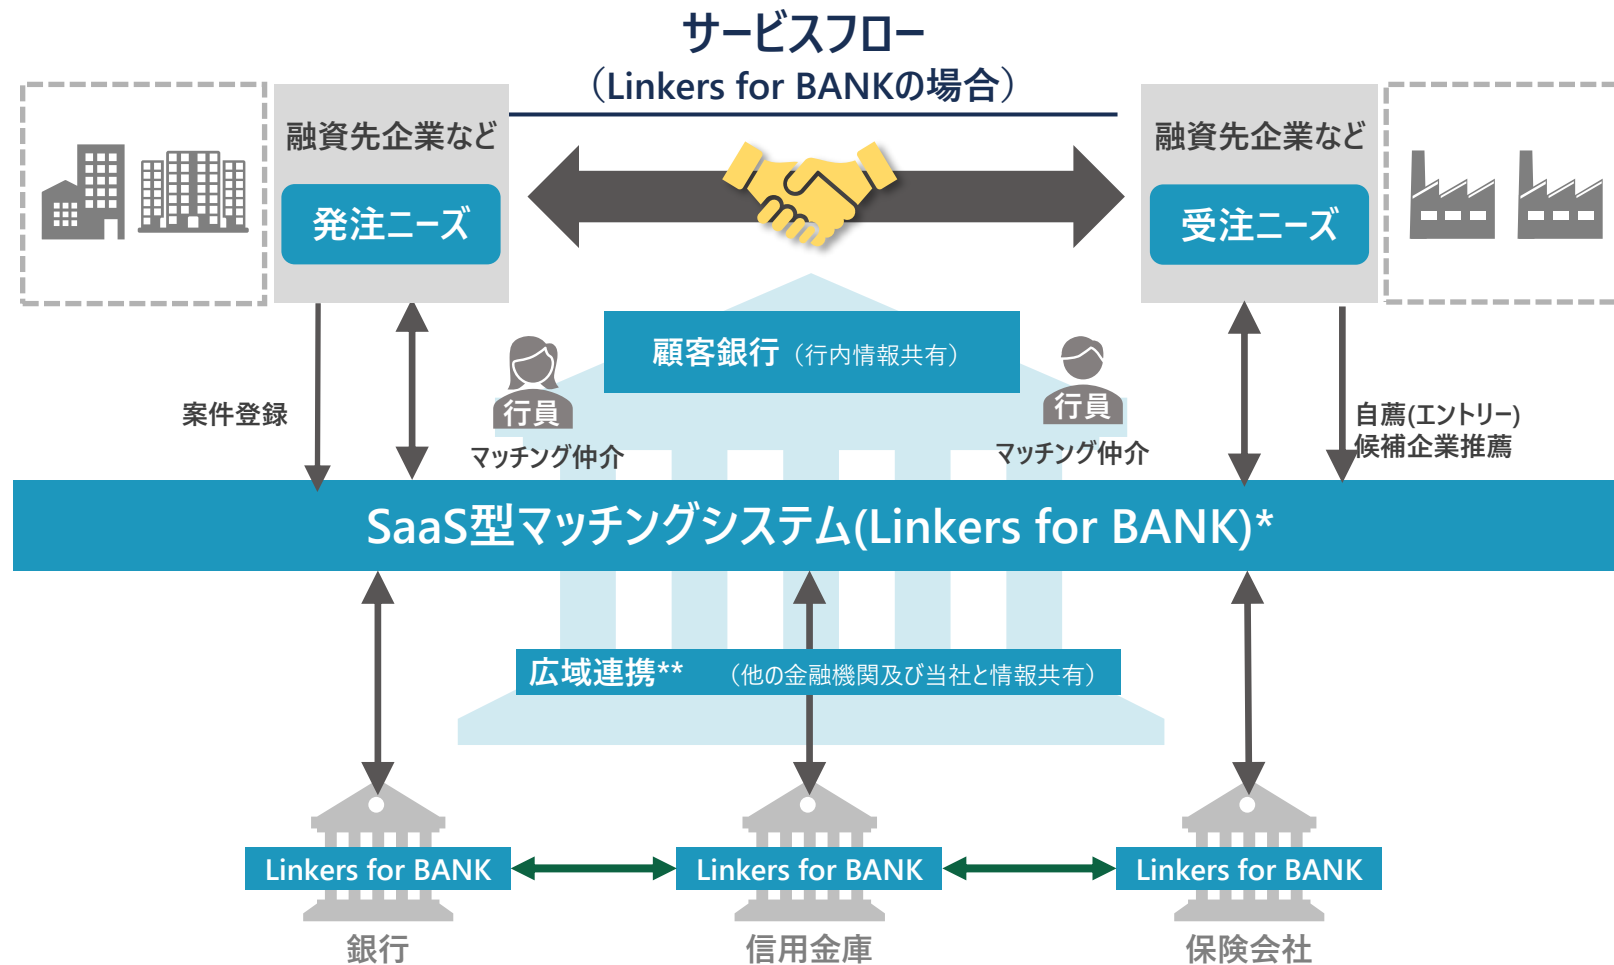 サービスフロー
（Linkers for BANKの場合）
融資先企業など
発注ニーズ
融資先企業など
受注ニーズ
顧客銀行（行内情報共有）
行員
マッチング仲介
行員
マッチング仲介
案件登録
自薦(エントリー)
候補企業推薦
SaaS型マッチングシステム(Linkers for BANK)*
広域連携** （他の金融機関及び当社と情報共有）
Linkers for BANK
Linkers for BANK
Linkers for BANK
銀行
信用金庫
保険会社